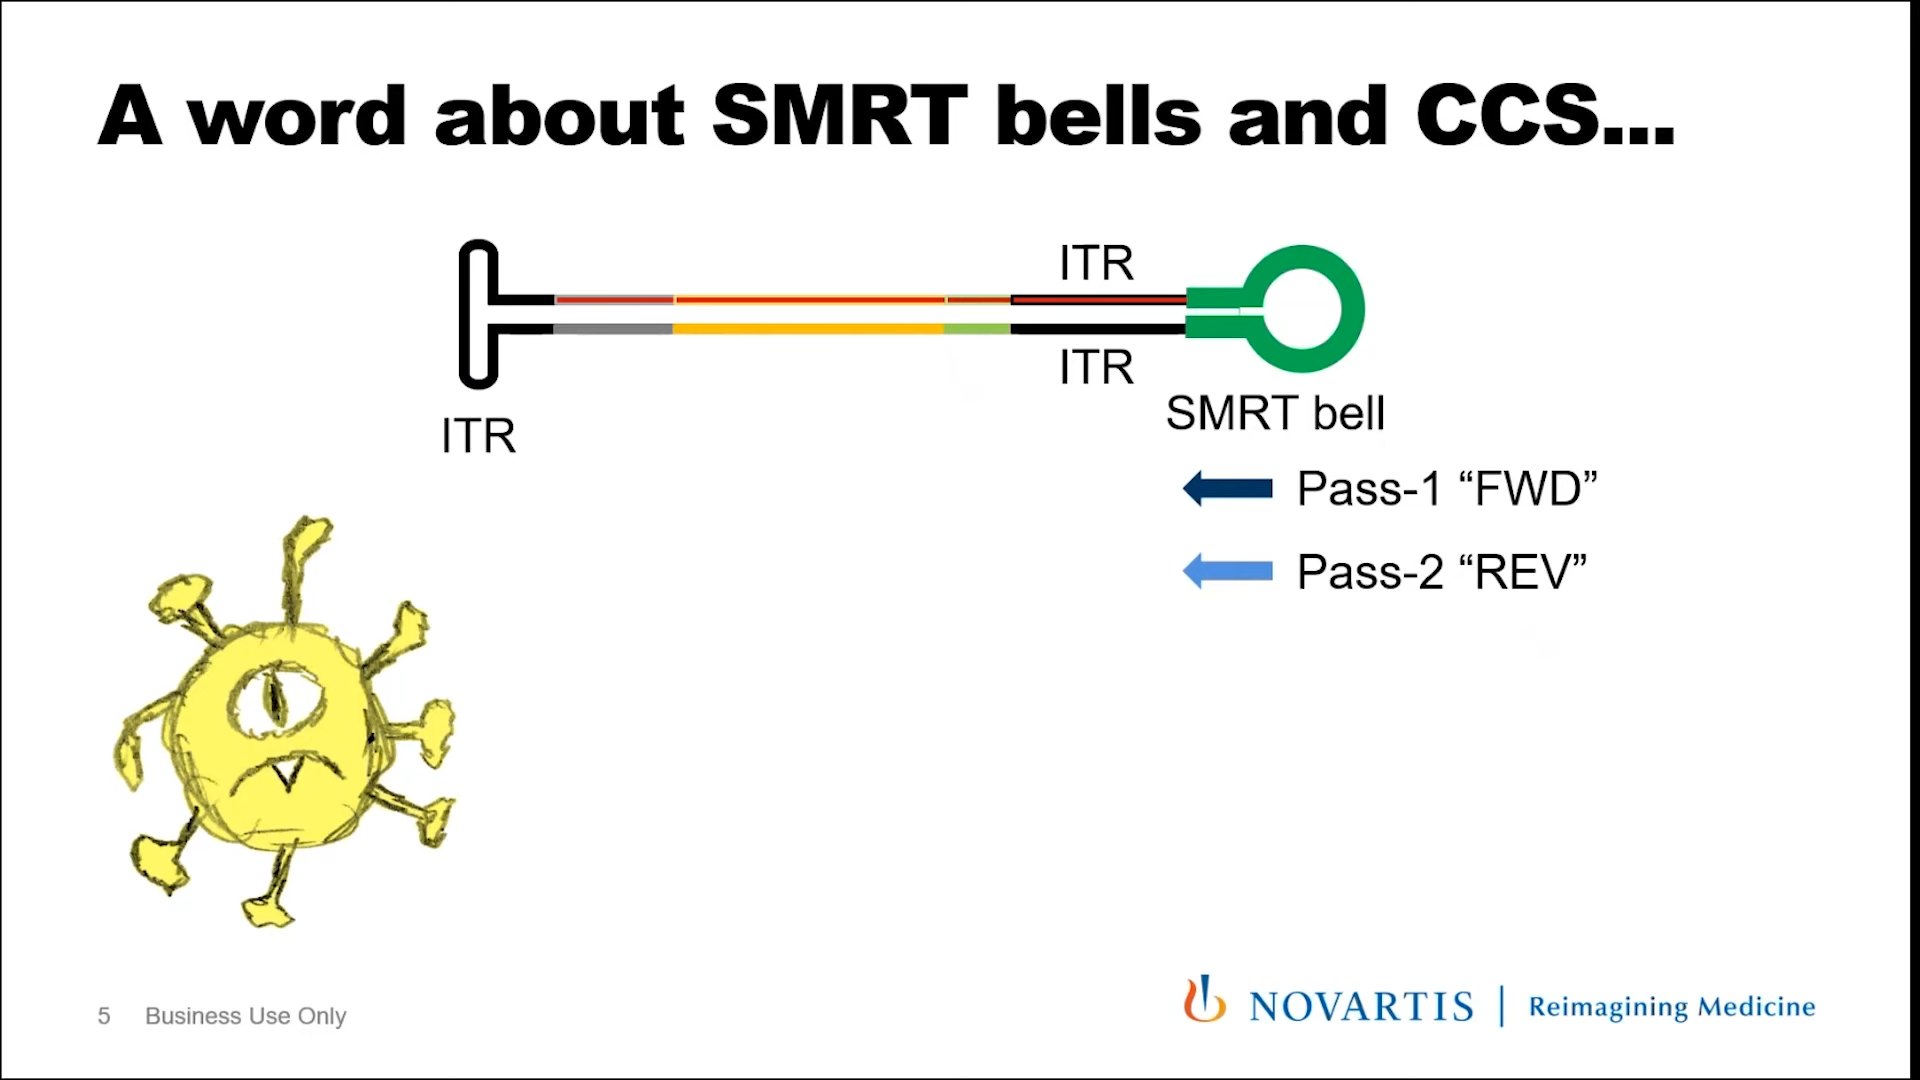 A word about SMRT bells and CCS...
ITR
ITR
ITR
SMRT bell
Pass-1 “FWD”
Pass-2 “REV”
5 Business Use Only
NOVARTIS | Reimagining Medicine